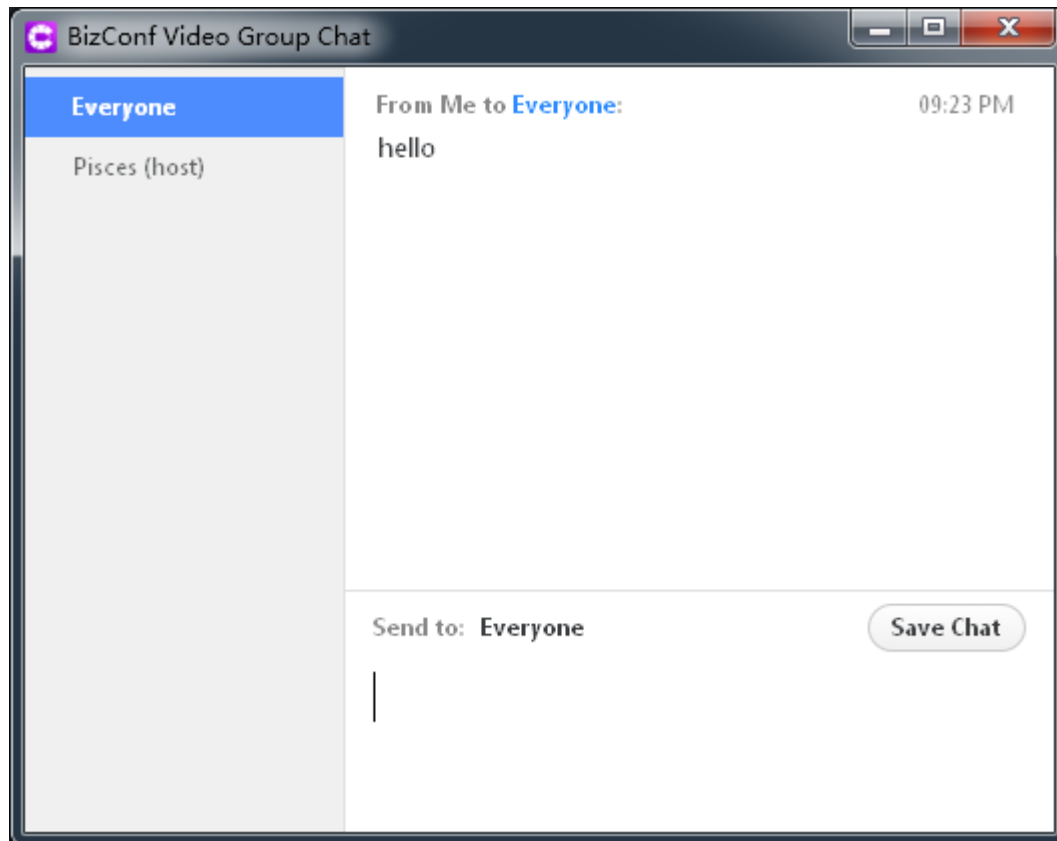 BizConf Video Group Chat
Everyone
Pisces (host)
From Me to Everyone: 09:23 PM
hello
Send to: Everyone Save Chat